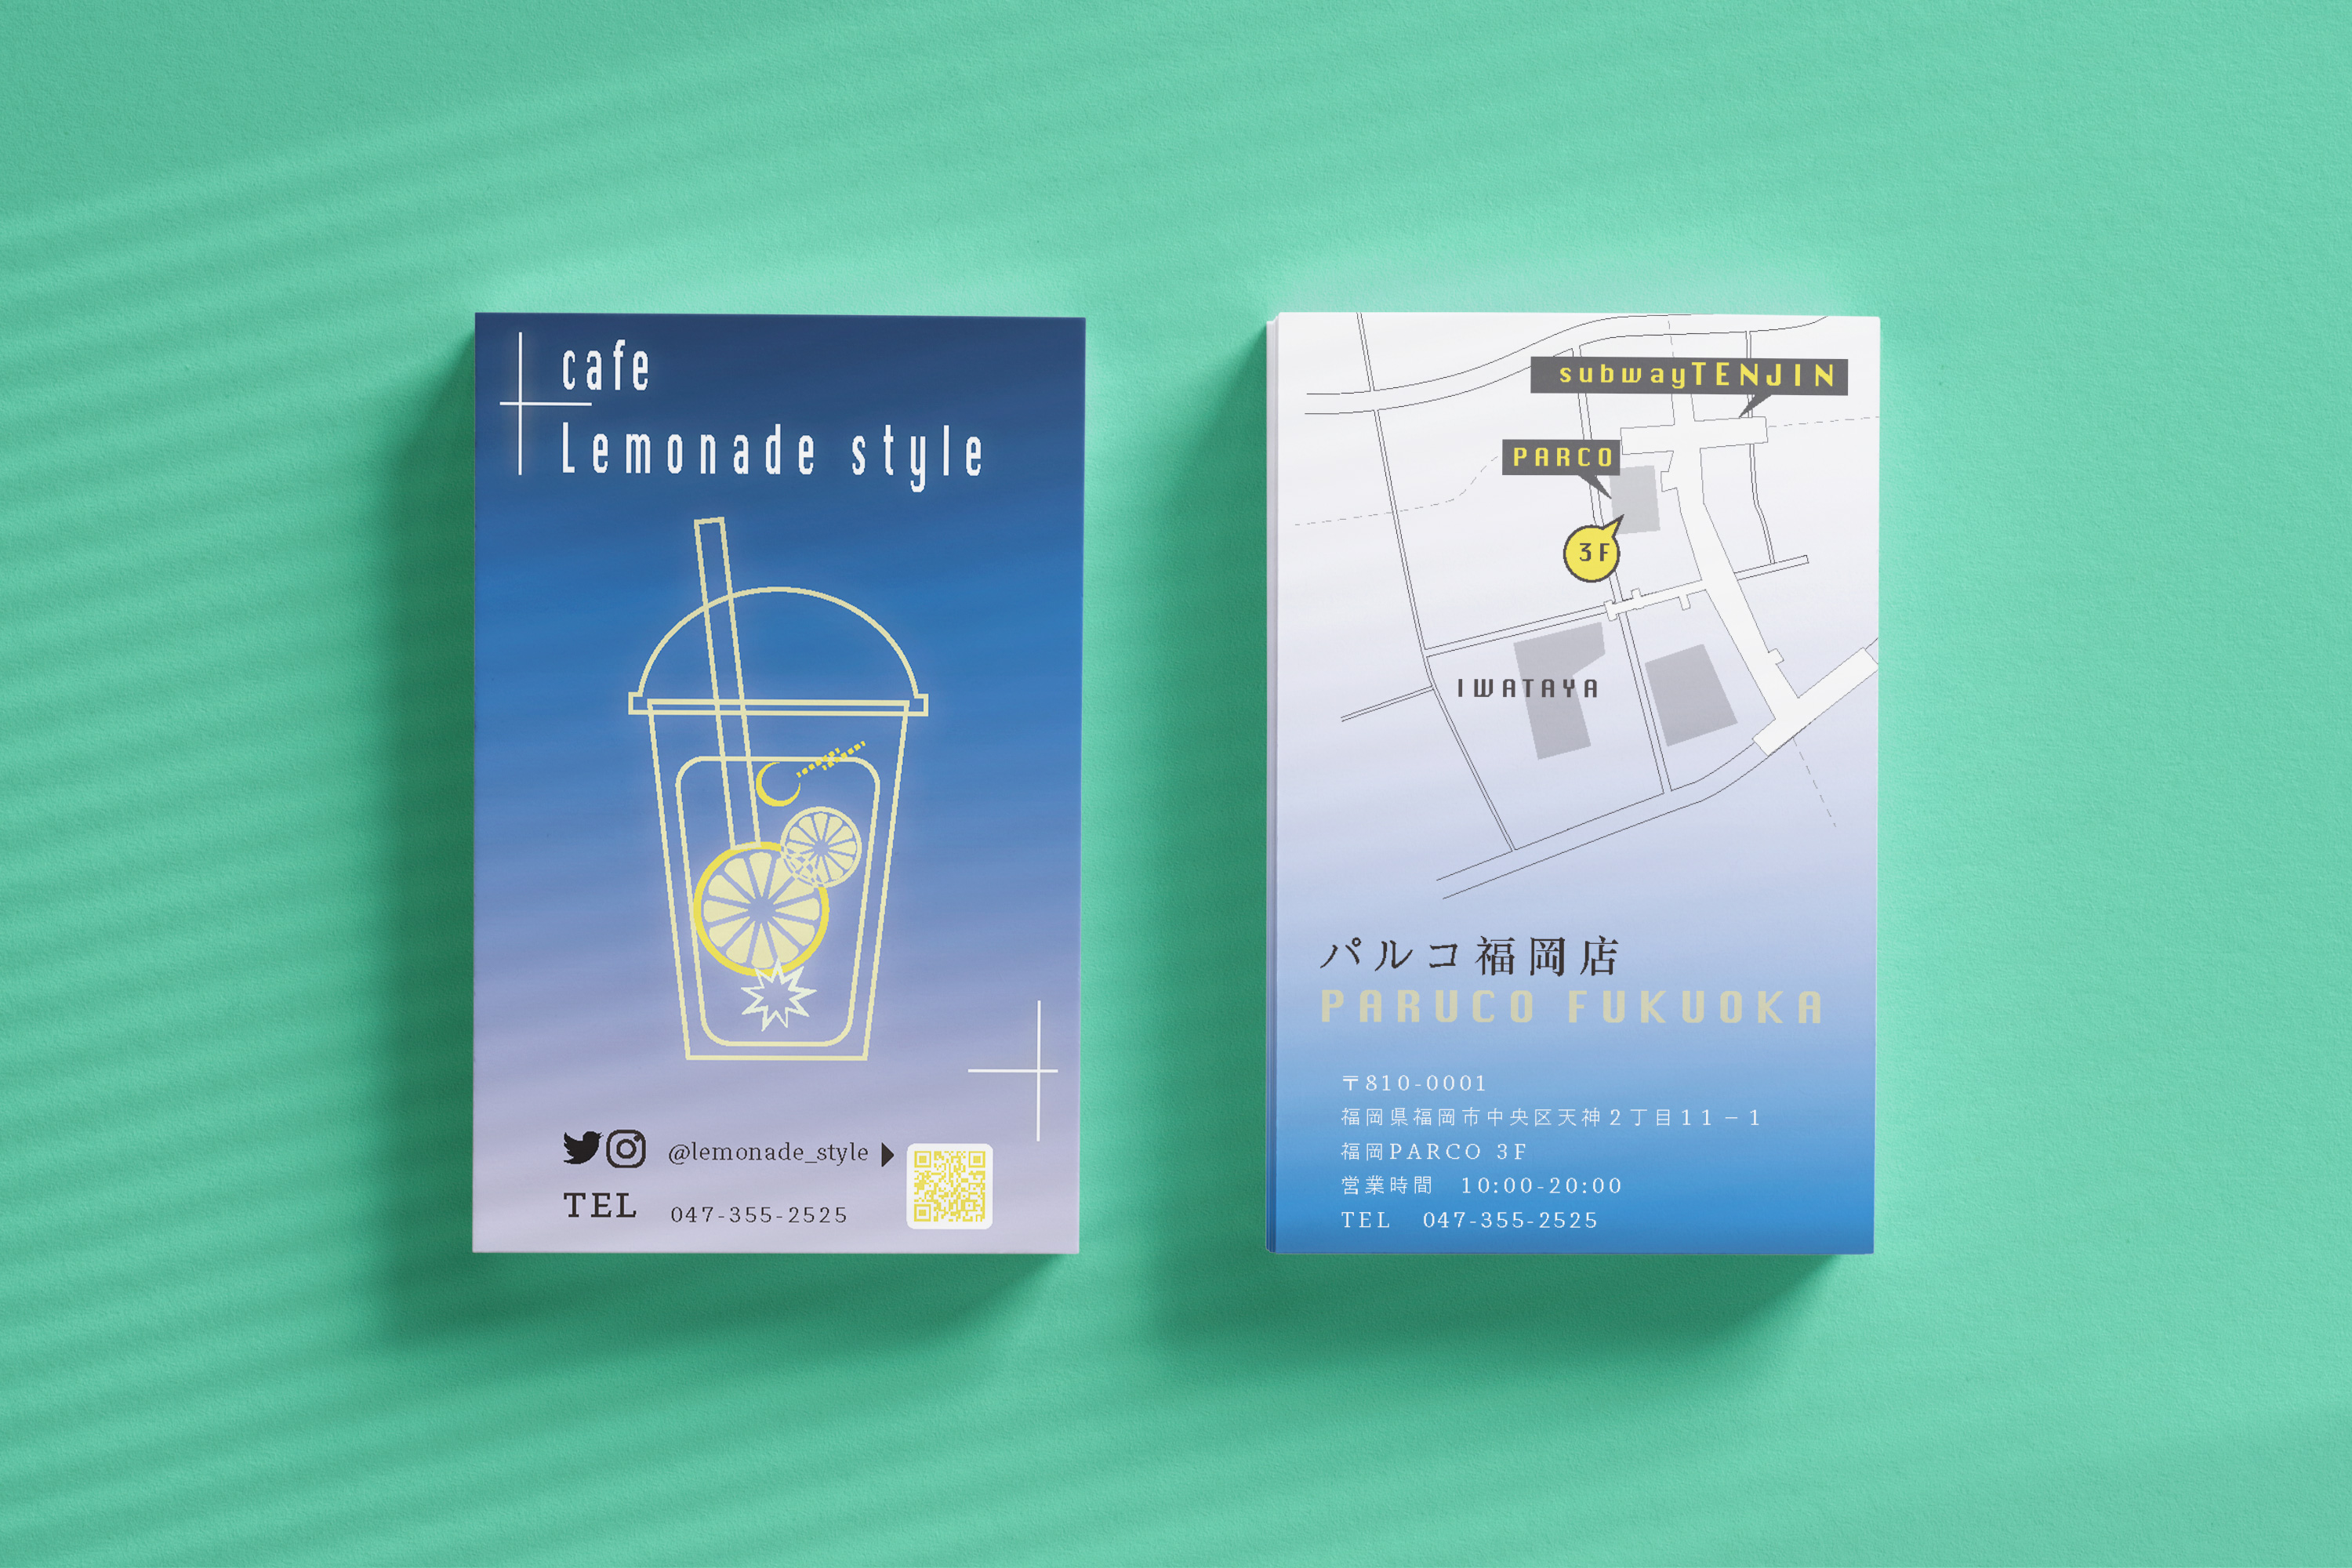 cafe
Lemonade style
@lemonade_style
TEL 047-355-2525
subwayTENJIN
PARCO
3F
IWATAYA
パルコ福岡店
PARUCO FUKUOKA
〒810-0001
福岡県福岡市中央区天神2丁目11−1
福岡PARCO 3F
営業時間 10:00-20:00
TEL 047-355-2525